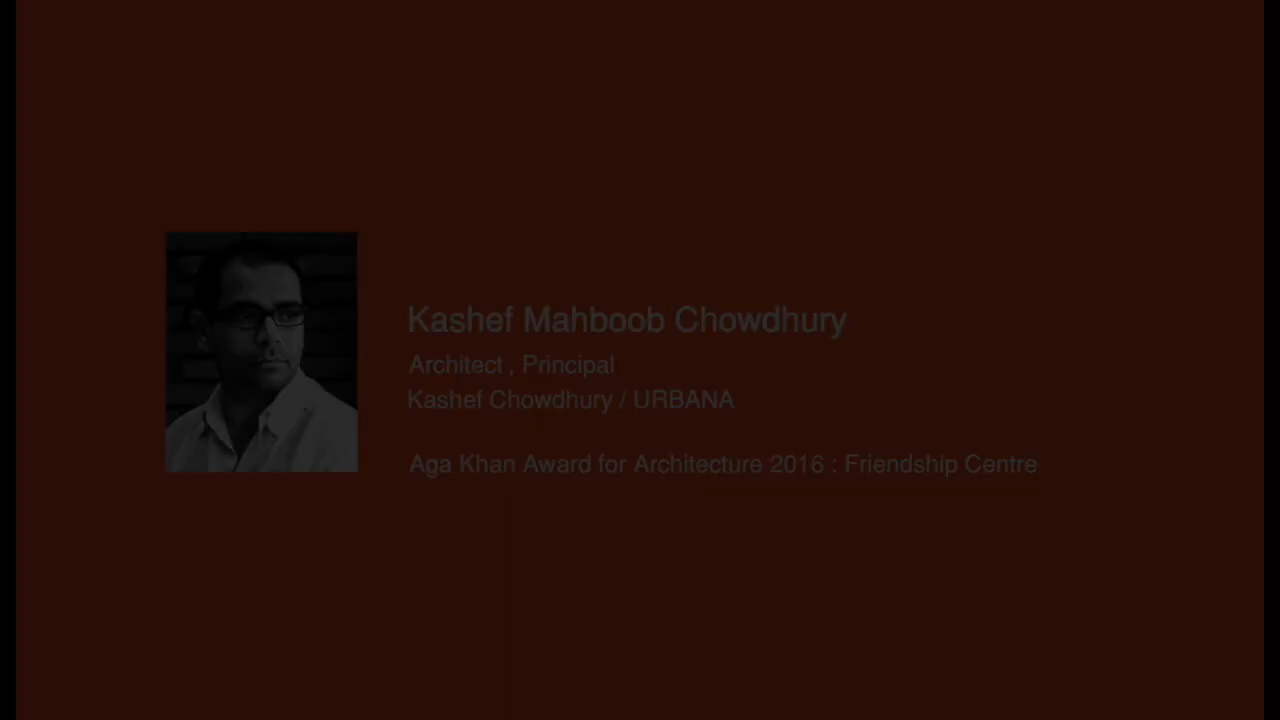 Kashef Mahboob Chowdhury
Architect , Principal
Kashef Chowdhury / URBANA
Aga Khan Award for Architecture 2016 : Friendship Centre